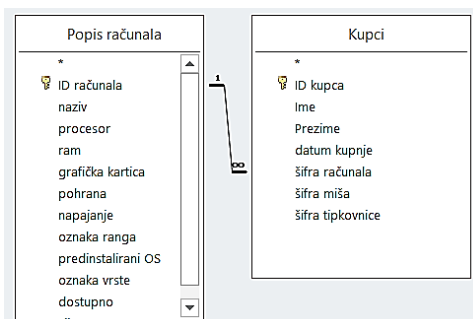 Popis računala
*
ID računala
naziv
procesor
ram
grafička kartica
pohrana
napajanje
oznaka ranga
predinstalirani OS
oznaka vrste
dostupno
1
∞
Kupci
*
ID kupca
Ime
Prezime
datum kupnje
šifra računala
šifra miša
šifra tipkovnice